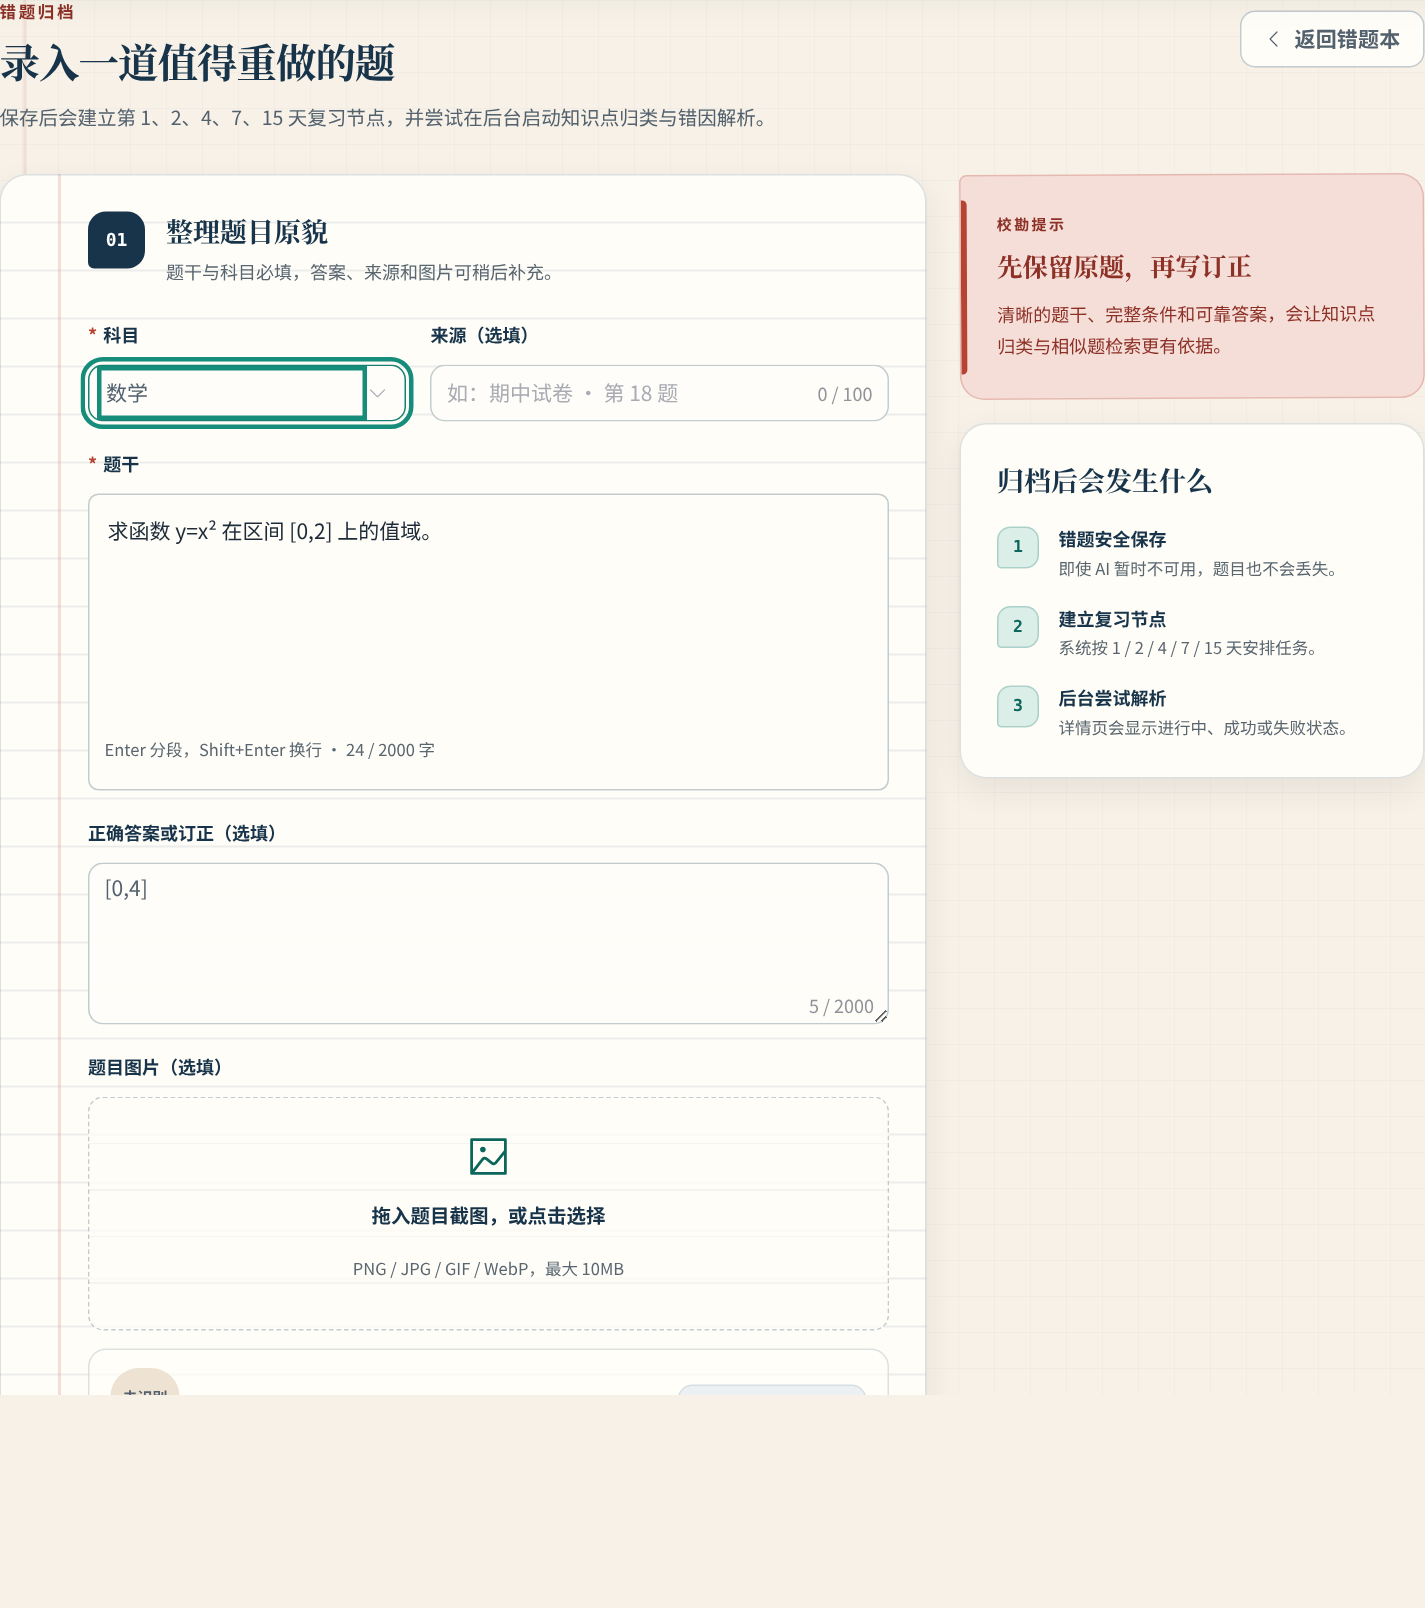 错题归档
录入一道值得重做的题
返回错题本
保存后会建立第 1、2、4、7、15 天复习节点，并尝试在后台启动知识点归类与错因解析。
01
整理题目原貌
题干与科目必填，答案、来源和图片可稍后补充。
* 科目
数学
来源（选填）
如：期中试卷 · 第 18 题
0 / 100
* 题干
求函数 y=x² 在区间 [0,2] 上的值域。
Enter 分段，Shift+Enter 换行 · 24 / 2000 字
正确答案或订正（选填）
[0,4]
5 / 2000
题目图片（选填）
拖入题目截图，或点击选择
PNG / JPG / GIF / WebP，最大 10MB
校勘提示
先保留原题，再写订正
清晰的题干、完整条件和可靠答案，会让知识点
归类与相似题检索更有依据。
归档后会发生什么
1
错题安全保存
即使 AI 暂时不可用，题目也不会丢失。
2
建立复习节点
系统按 1 / 2 / 4 / 7 / 15 天安排任务。
3
后台尝试解析
详情页会显示进行中、成功或失败状态。